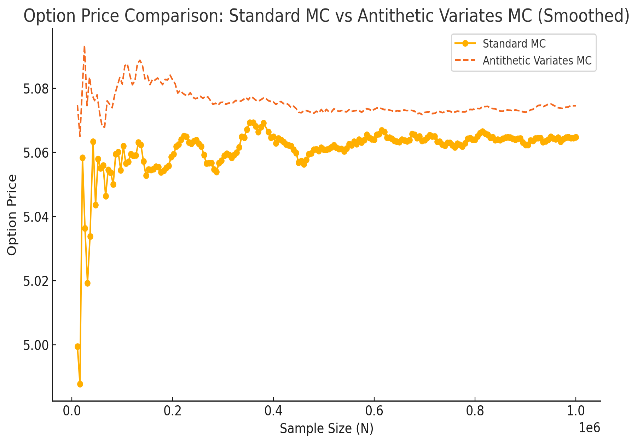 Option Price Comparison: Standard MC vs Antithetic Variates MC (Smoothed)
Standard MC
Antithetic Variates MC
Option Price
5.08
5.06
5.04
5.02
5.00
0.0 0.2 0.4 0.6 0.8 1.0
1e6
Sample Size (N)